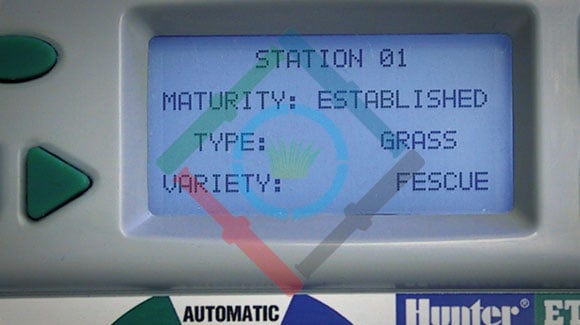 STATION 01
MATURITY: ESTABLISHED
TYPE: GRASS
VARIETY: FESCUE
AUTOMATIC
Hunter® ET